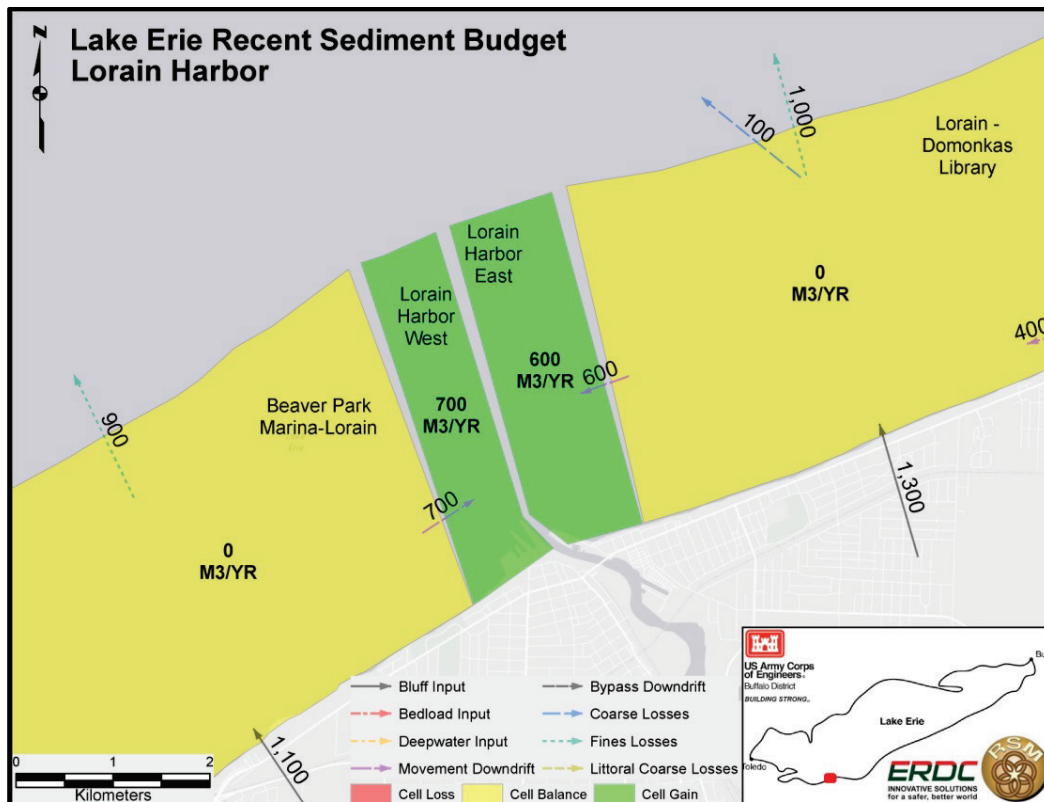 N
Lake Erie Recent Sediment Budget
Lorain Harbor
1,000
100
Lorain -
Domonkas
Library
Lorain
Harbor
East
Lorain
Harbor
West
0
M3/YR
400
600
M3/YR
600
700
M3/YR
900
Beaver Park
Marina-Lorain
700
1,300
0
M3/YR
1,100
Bluff Input
Bedload Input
Deepwater Input
Movement Downdrift
Bypass Downdrift
Coarse Losses
Fines Losses
Littoral Coarse Losses
Cell Loss
Cell Balance
Cell Gain
0
1
2
Kilometers
US Army Corps
of Engineers®
Buffalo District
BUILDING STRONG®
Bu
Lake Erie
Toledo
ERDC
INNOVATIVE SOLUTIONS
for a safer, better world
RSM